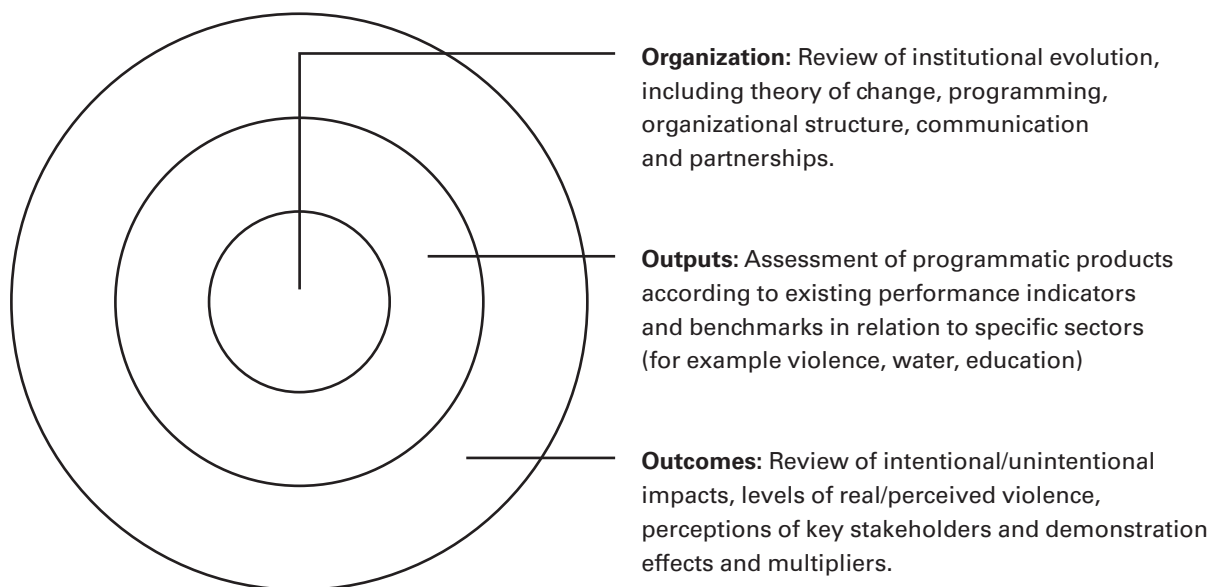 Organization: Review of institutional evolution,
including theory of change, programming,
organizational structure, communication
and partnerships.
Outputs: Assessment of programmatic products
according to existing performance indicators
and benchmarks in relation to specific sectors
(for example violence, water, education)
Outcomes: Review of intentional/unintentional
impacts, levels of real/perceived violence,
perceptions of key stakeholders and demonstration
effects and multipliers.